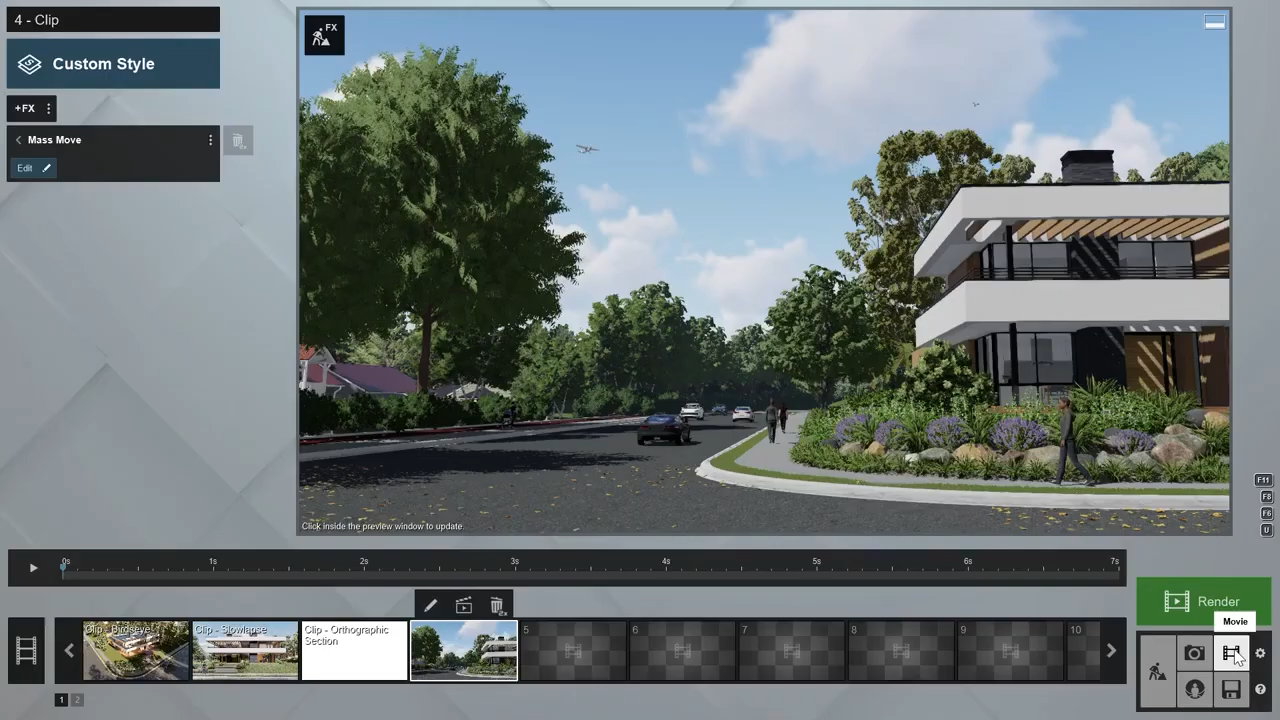 4 - Clip
Custom Style
+FX
Mass Move
Edit
FX
Click inside the preview window to update.
F11
F8
F6
U
0s
1s
2s
3s
4s
5s
6s
7s
Render
Movie
Clip - Birdseye
Clip - Slowlapse
Clip - Orthographic
Section
5
6
7
8
9
10
1
2
?